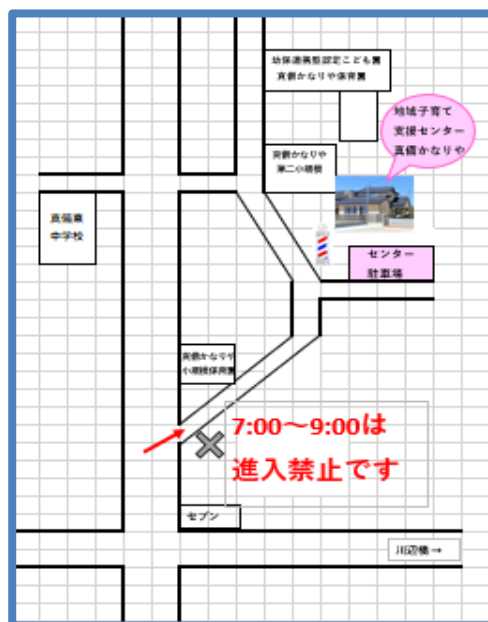 幼保連携型認定こども園
真備かなりや保育園
地域子育て
支援センター
真備かなりや
真備かなりや
第二小規模
真備東
中学校
センター
駐車場
真備かなりや
小規模保育園
7:00～9:00は
進入禁止です
セブン
川辺橋→